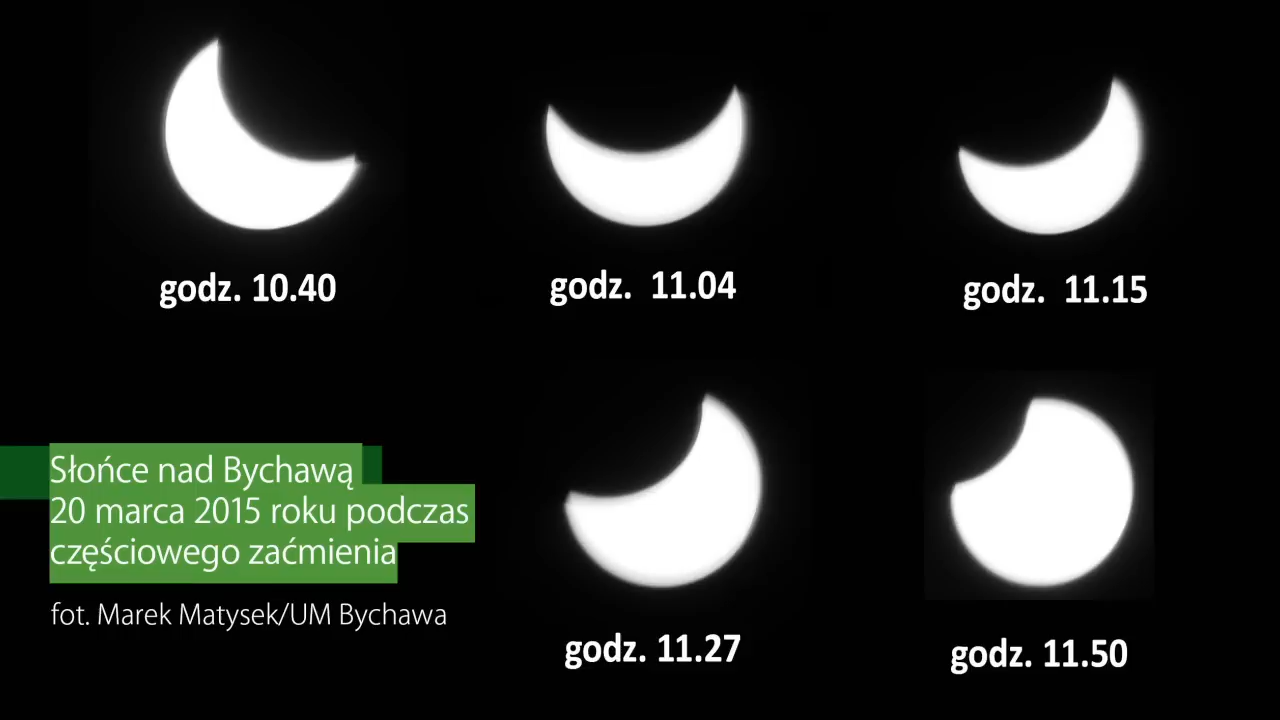 godz. 10.40
godz. 11.04
godz. 11.15
Słońce nad Bychawą
20 marca 2015 roku podczas
częściowego zaćmienia
fot. Marek Matysek/UM Bychawa
godz. 11.27
godz. 11.50